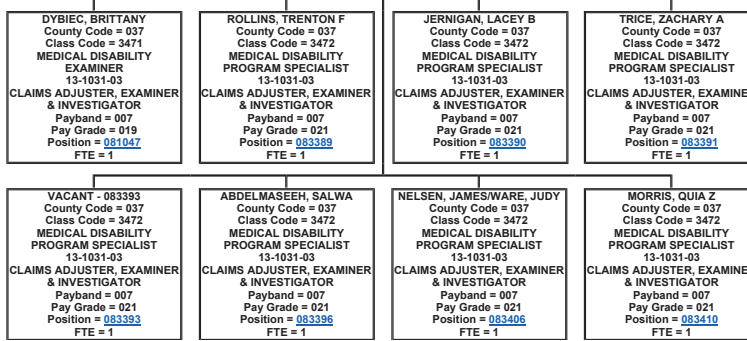 DYBIEC, BRITTANY
County Code = 037
Class Code = 3471
MEDICAL DISABILITY
EXAMINER
13-1031-03
CLAIMS ADJUSTER, EXAMINER
& INVESTIGATOR
Payband = 007
Pay Grade = 019
Position = 081047
FTE = 1
ROLLINS, TRENTON F
County Code = 037
Class Code = 3472
MEDICAL DISABILITY
PROGRAM SPECIALIST
13-1031-03
CLAIMS ADJUSTER, EXAMINER
& INVESTIGATOR
Payband = 007
Pay Grade = 021
Position = 083389
FTE = 1
JERNIGAN, LACEY B
County Code = 037
Class Code = 3472
MEDICAL DISABILITY
PROGRAM SPECIALIST
13-1031-03
CLAIMS ADJUSTER, EXAMINER
& INVESTIGATOR
Payband = 007
Pay Grade = 021
Position = 083390
FTE = 1
TRICE, ZACHARY A
County Code = 037
Class Code = 3472
MEDICAL DISABILITY
PROGRAM SPECIALIST
13-1031-03
CLAIMS ADJUSTER, EXAMINE
& INVESTIGATOR
Payband = 007
Pay Grade = 021
Position = 083391
FTE = 1
VACANT - 083393
County Code = 037
Class Code = 3472
MEDICAL DISABILITY
PROGRAM SPECIALIST
13-1031-03
CLAIMS ADJUSTER, EXAMINER
& INVESTIGATOR
Payband = 007
Pay Grade = 021
Position = 083393
FTE = 1
ABDELMASEEH, SALWA
County Code = 037
Class Code = 3472
MEDICAL DISABILITY
PROGRAM SPECIALIST
13-1031-03
CLAIMS ADJUSTER, EXAMINER
& INVESTIGATOR
Payband = 007
Pay Grade = 021
Position = 083396
FTE = 1
NELSEN, JAMES/WARE, JUDY
County Code = 037
Class Code = 3472
MEDICAL DISABILITY
PROGRAM SPECIALIST
13-1031-03
CLAIMS ADJUSTER, EXAMINER
& INVESTIGATOR
Payband = 007
Pay Grade = 021
Position = 083406
FTE = 1
MORRIS, QUIA Z
County Code = 037
Class Code = 3472
MEDICAL DISABILITY
PROGRAM SPECIALIST
13-1031-03
CLAIMS ADJUSTER, EXAMINE
& INVESTIGATOR
Payband = 007
Pay Grade = 021
Position = 083410
FTE = 1